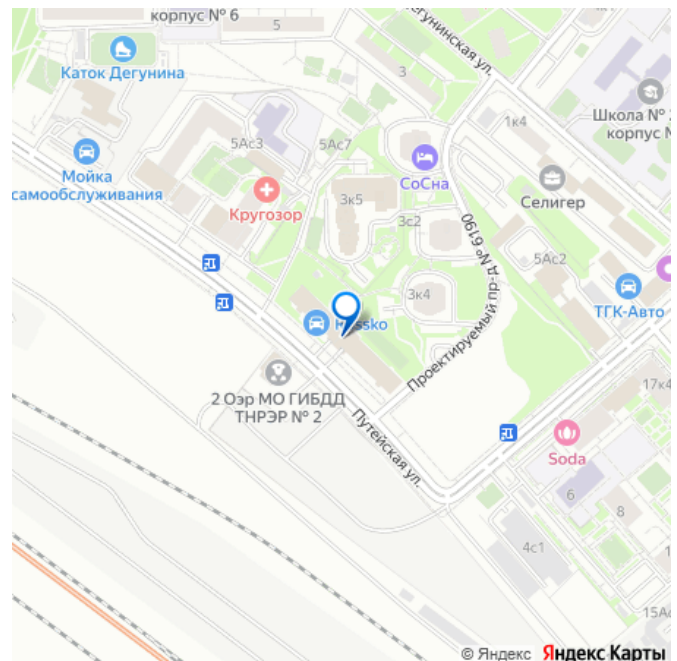 корпус № 6
5
Дегунинская ул.
3
Каток Дегунина
Школа №
корпус №
1к4
5Ас3
5Ас7
Мойка
самообслуживания
СоСна
Кругозор
3к5
3с2
Селигер
5Ас2
3к4
Проектируемый пр-д № 6190
ТГК-Авто
2 Оэр МО ГИБДД
ТНРЭР № 2
Путейская ул.
17к4
Soda
6
8
4с1
15Ас
© Яндекс Яндекс Карты